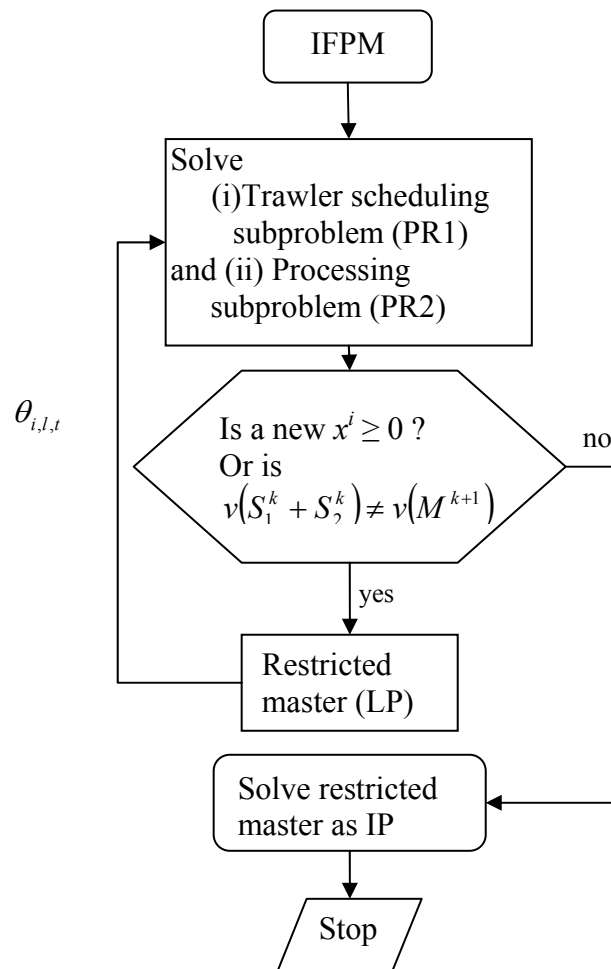 IFPM
Solve
(i)Trawler scheduling
subproblem (PR1)
and (ii) Processing
subproblem (PR2)
θ_{i,l,t}
Is a new x^i ≥ 0 ?
Or is
v(S_1^k + S_2^k) ≠ v(M^{k+1})
no
yes
Restricted
master (LP)
Solve restricted
master as IP
Stop